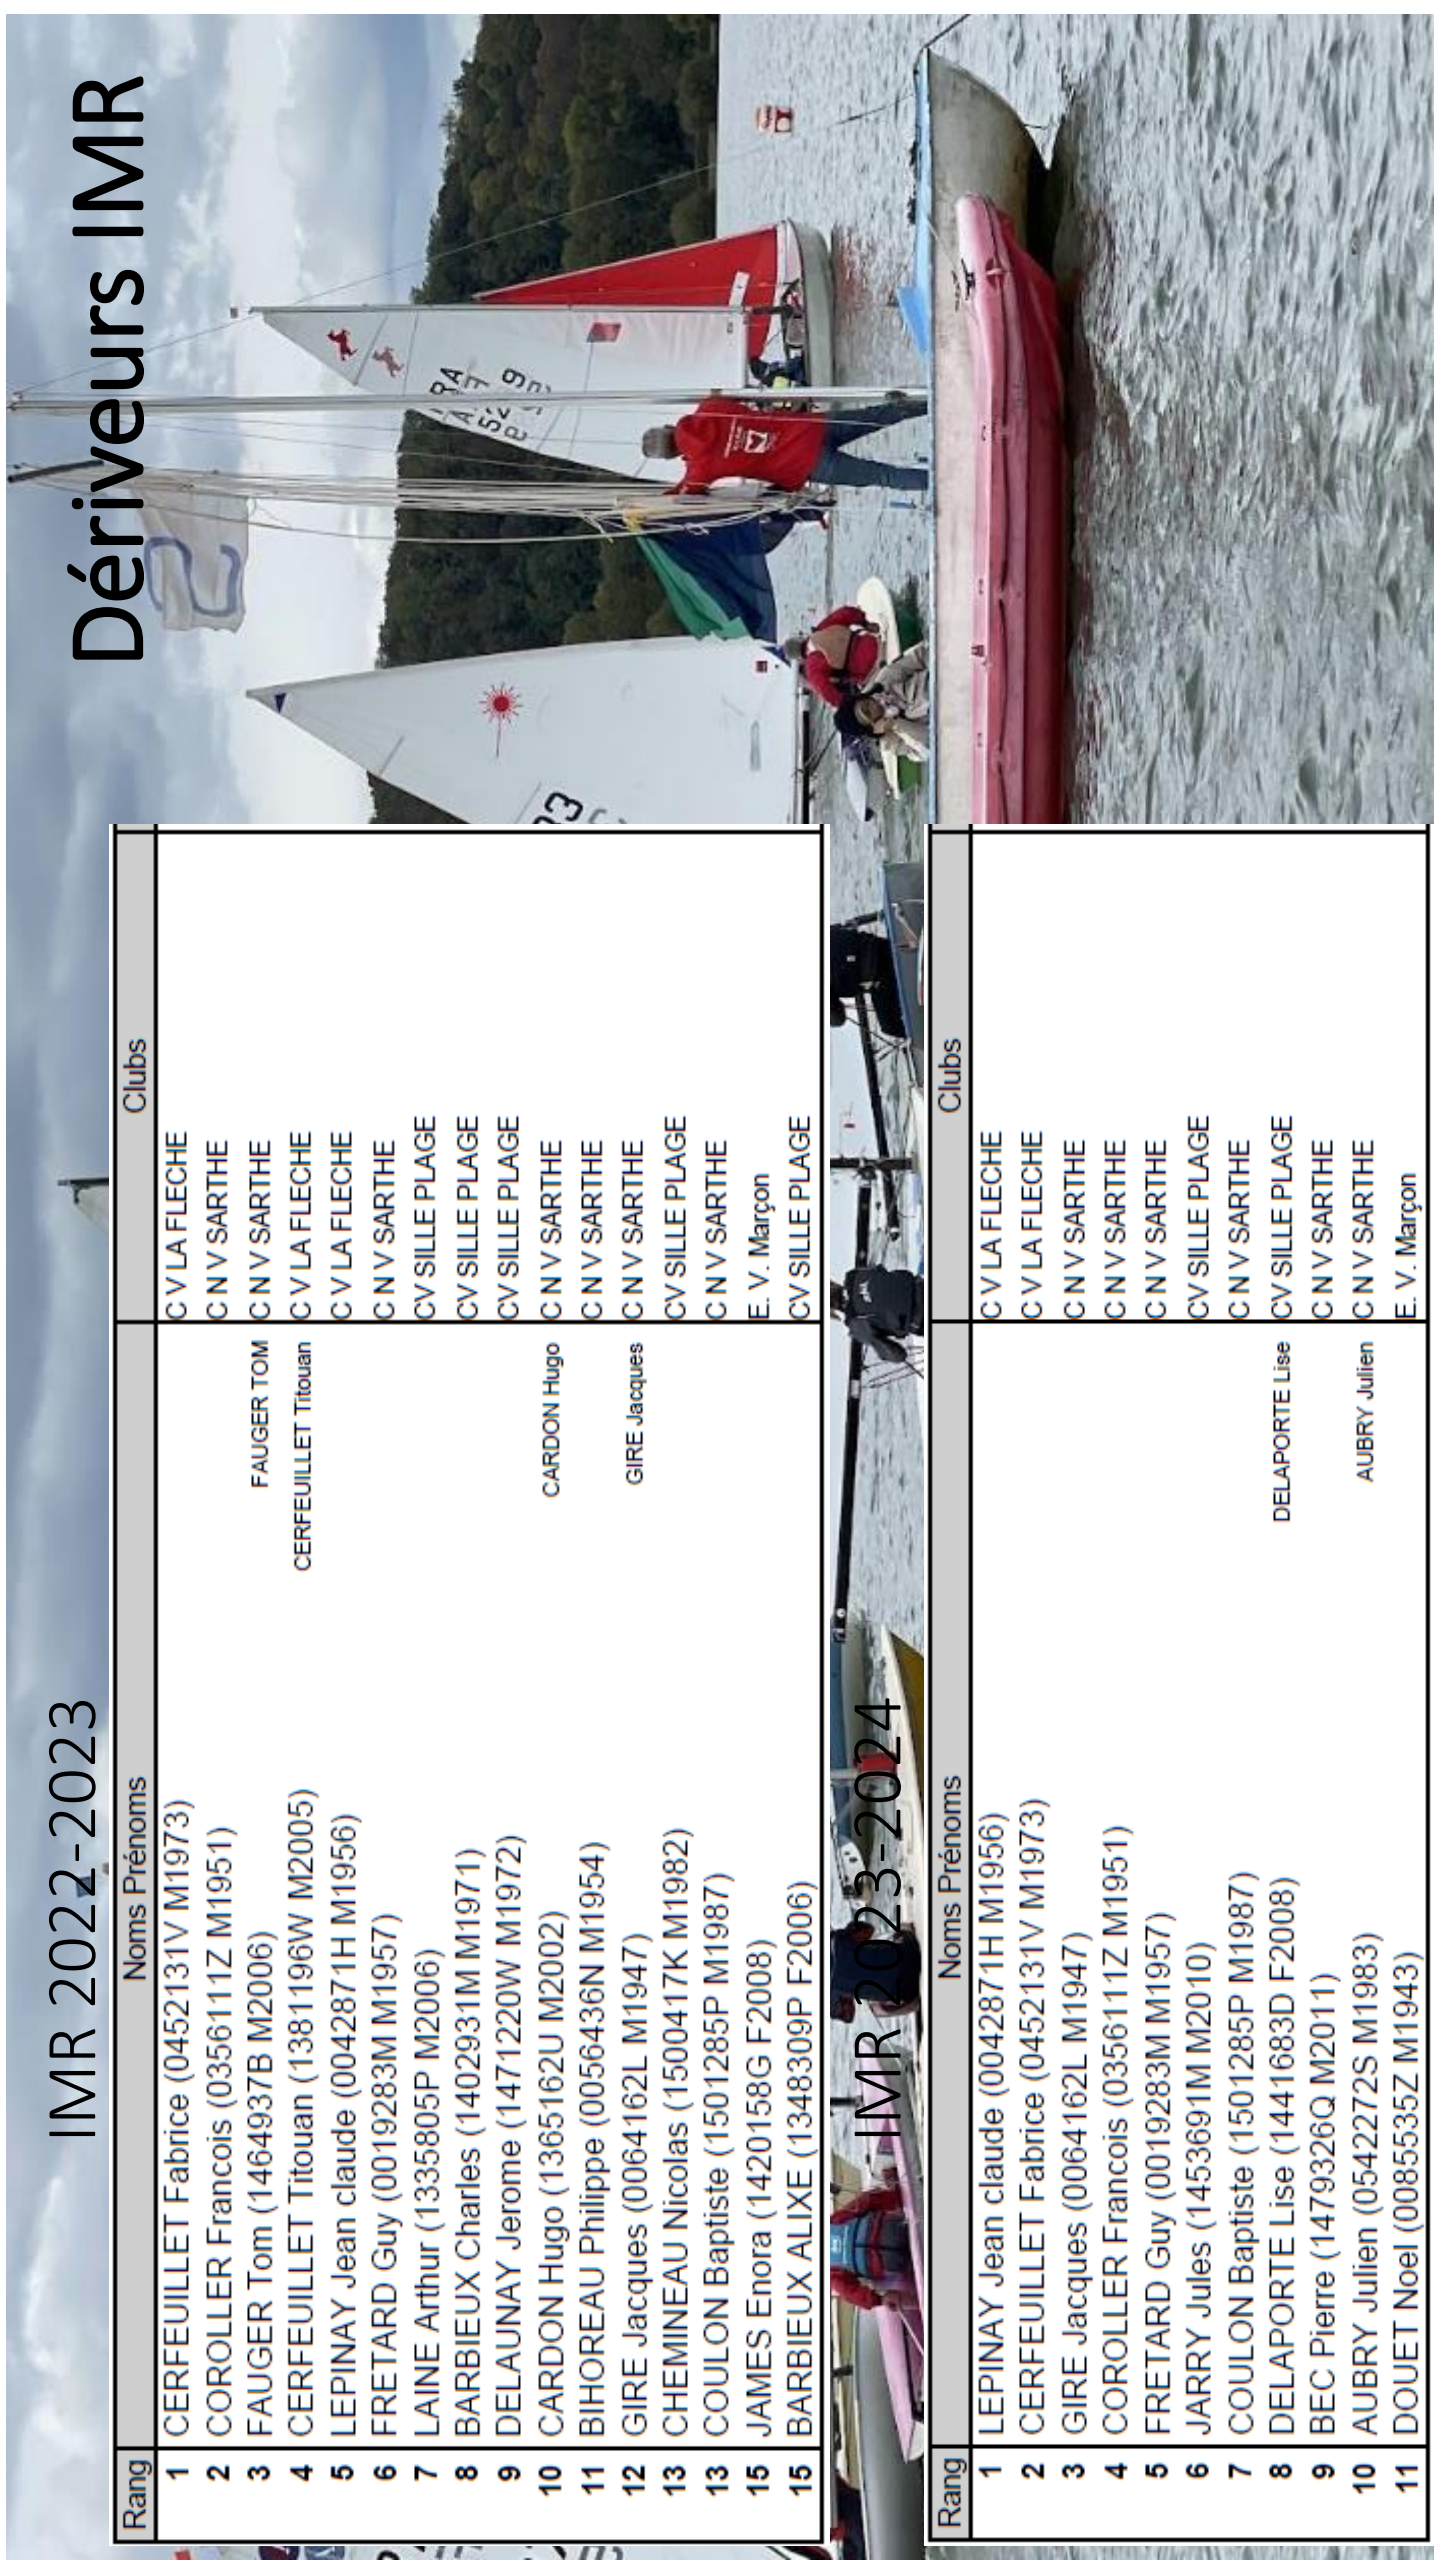 Dériveurs IMR
IMR 2022-2023
Rang Noms Prénoms Clubs
1 CERFEUILLET Fabrice (0452131V M1973) C V LA FLECHE
2 COROLLER Francois (0356111Z M1951) C N V SARTHE
3 FAUGER Tom (1464937B M2006) FAUGER TOM C N V SARTHE
4 CERFEUILLET Titouan (1381196W M2005) CERFEUILLET Titouan C V LA FLECHE
5 LEPINAY Jean claude (0042871H M1956) C V LA FLECHE
6 FRETARD Guy (0019283M M1957) C N V SARTHE
7 LAINE Arthur (1335805P M2006) CV SILLE PLAGE
8 BARBIEUX Charles (1402931M M1971) CV SILLE PLAGE
9 DELAUNAY Jerome (1471220W M1972) CV SILLE PLAGE
10 CARDON Hugo (1365162U M2002) CARDON Hugo C N V SARTHE
11 BIHOREAU Philippe (0056436N M1954) C N V SARTHE
12 GIRE Jacques (0064162L M1947) GIRE Jacques C N V SARTHE
13 CHEMINEAU Nicolas (1500417K M1982) CV SILLE PLAGE
13 COULON Baptiste (1501285P M1987) C N V SARTHE
15 JAMES Enora (1420158G F2008) E. V. Marçon
15 BARBIEUX ALIXE (1348309P F2006) CV SILLE PLAGE
IMR 2023-2024
Rang Noms Prénoms Clubs
1 LEPINAY Jean claude (0042871H M1956) C V LA FLECHE
2 CERFEUILLET Fabrice (0452131V M1973) C V LA FLECHE
3 GIRE Jacques (0064162L M1947) C N V SARTHE
4 COROLLER Francois (0356111Z M1951) C N V SARTHE
5 FRETARD Guy (0019283M M1957) C N V SARTHE
6 JARRY Jules (1453691M M2010) CV SILLE PLAGE
7 COULON Baptiste (1501285P M1987) C N V SARTHE
8 DELAPORTE Lise (1441683D F2008) DELAPORTE Lise CV SILLE PLAGE
9 BEC Pierre (1479326Q M2011) C N V SARTHE
10 AUBRY Julien (0542272S M1983) AUBRY Julien C N V SARTHE
11 DOUET Noel (0085535Z M1943) E. V. Marçon